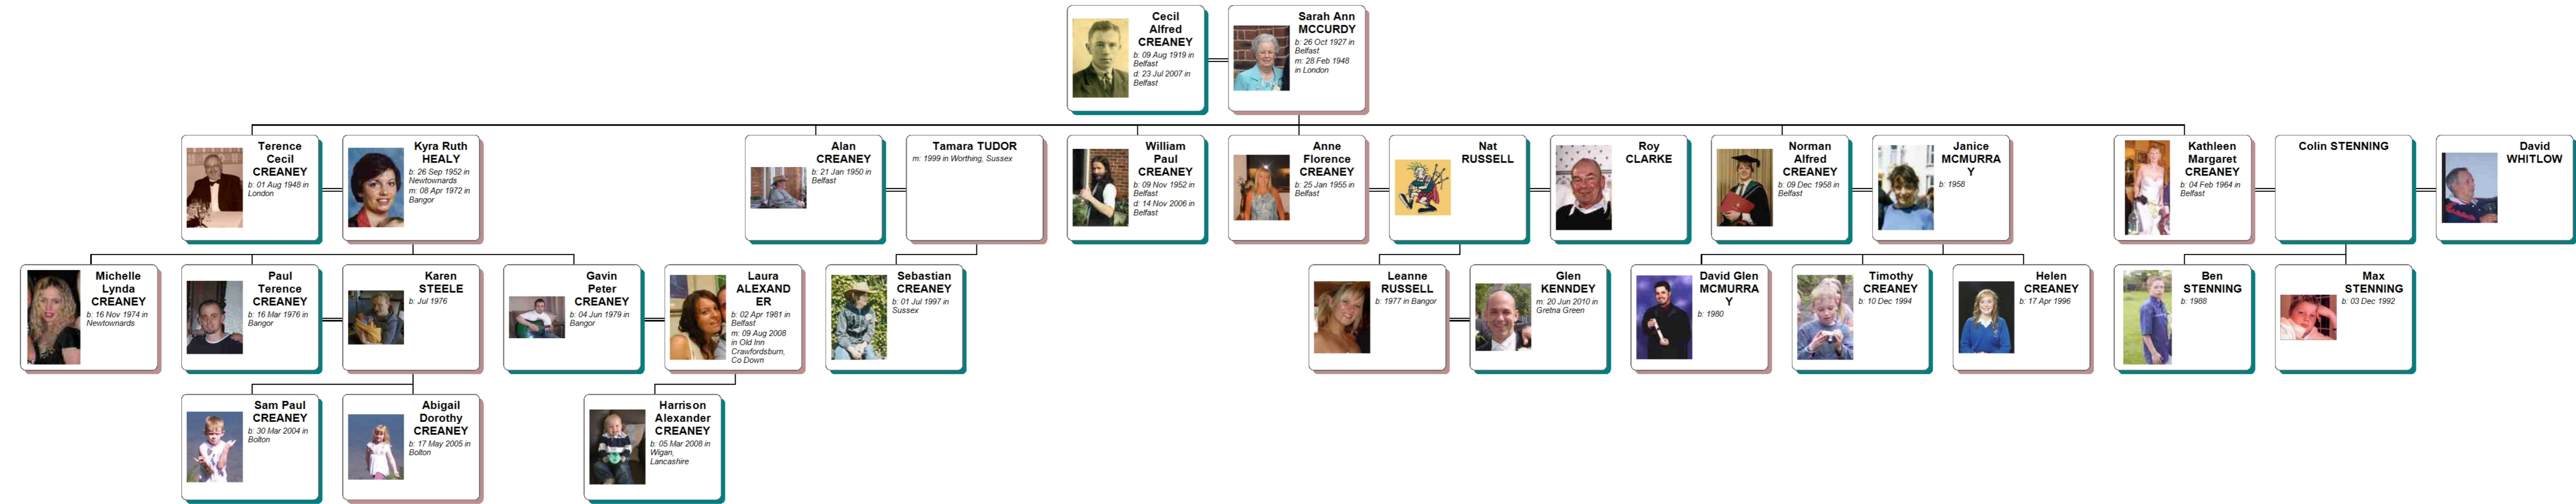 Cecil
Alfred
CREANEY
b: 09 Aug 1919 in
Belfast
d: 23 Jul 2007 in
Belfast
Sarah Ann
MCCURDY
b: 26 Oct 1927 in
Belfast
m: 28 Feb 1948
in London
Terence
Cecil
CREANEY
b: 01 Aug 1948 in
London
Kyra Ruth
HEALY
b: 26 Sep 1952 in
Newtownards
m: 08 Apr 1972 in
Bangor
Alan
CREANEY
b: 21 Jan 1950 in
Belfast
Tamara TUDOR
m: 1999 in Worthing, Sussex
William
Paul
CREANEY
b: 09 Nov 1952 in
Belfast
d: 14 Nov 2006 in
Belfast
Anne
Florence
CREANEY
b: 25 Jan 1955 in
Belfast
Nat
RUSSELL
Roy
CLARKE
Norman
Alfred
CREANEY
b: 09 Dec 1958 in
Belfast
Janice
MCMURRA
Y
b: 1958
Kathleen
Margaret
CREANEY
b: 04 Feb 1964 in
Belfast
Colin STENNING
David
WHITLOW
Michelle
Lynda
CREANEY
b: 16 Nov 1974 in
Newtownards
Paul
Terence
CREANEY
b: 16 Mar 1976 in
Bangor
Karen
STEELE
b: Jul 1976
Gavin
Peter
CREANEY
b: 04 Jun 1979 in
Bangor
Laura
ALEXAND
ER
b: 02 Apr 1981 in
Belfast
m: 09 Aug 2008
in Old Inn
Crawfordsburn,
Co Down
Sebastian
CREANEY
b: 01 Jul 1997 in
Sussex
Leanne
RUSSELL
b: 1977 in Bangor
Glen
KENNDEY
m: 20 Jun 2010 in
Gretna Green
David Glen
MCMURRA
Y
b: 1980
Timothy
CREANEY
b: 10 Dec 1994
Helen
CREANEY
b: 17 Apr 1996
Ben
STENNING
b: 1988
Max
STENNING
b: 03 Dec 1992
Sam Paul
CREANEY
b: 30 Mar 2004 in
Bolton
Abigail
Dorothy
CREANEY
b: 17 May 2005 in
Bolton
Harrison
Alexander
CREANEY
b: 05 Mar 2008 in
Wigan,
Lancashire